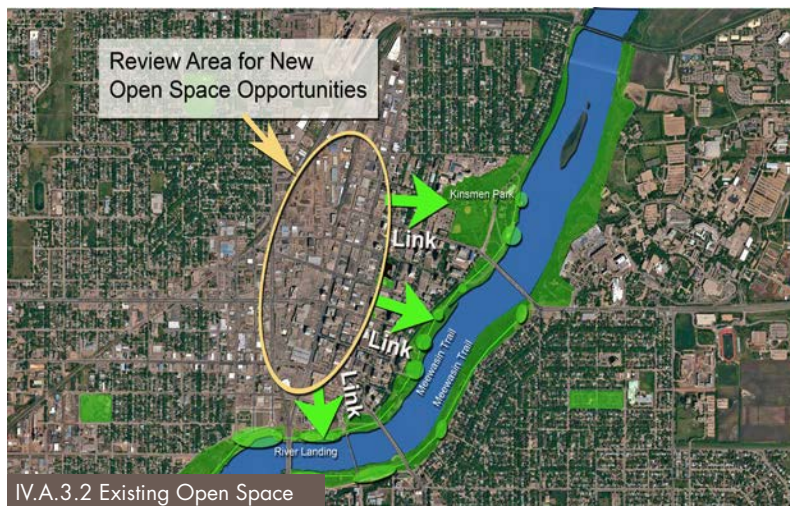 Review Area for New
Open Space Opportunities
Kinsmen Park
Link
Link
Meewasin Trail
Meewasin Trail
Link
River Landing
IV.A.3.2 Existing Open Space